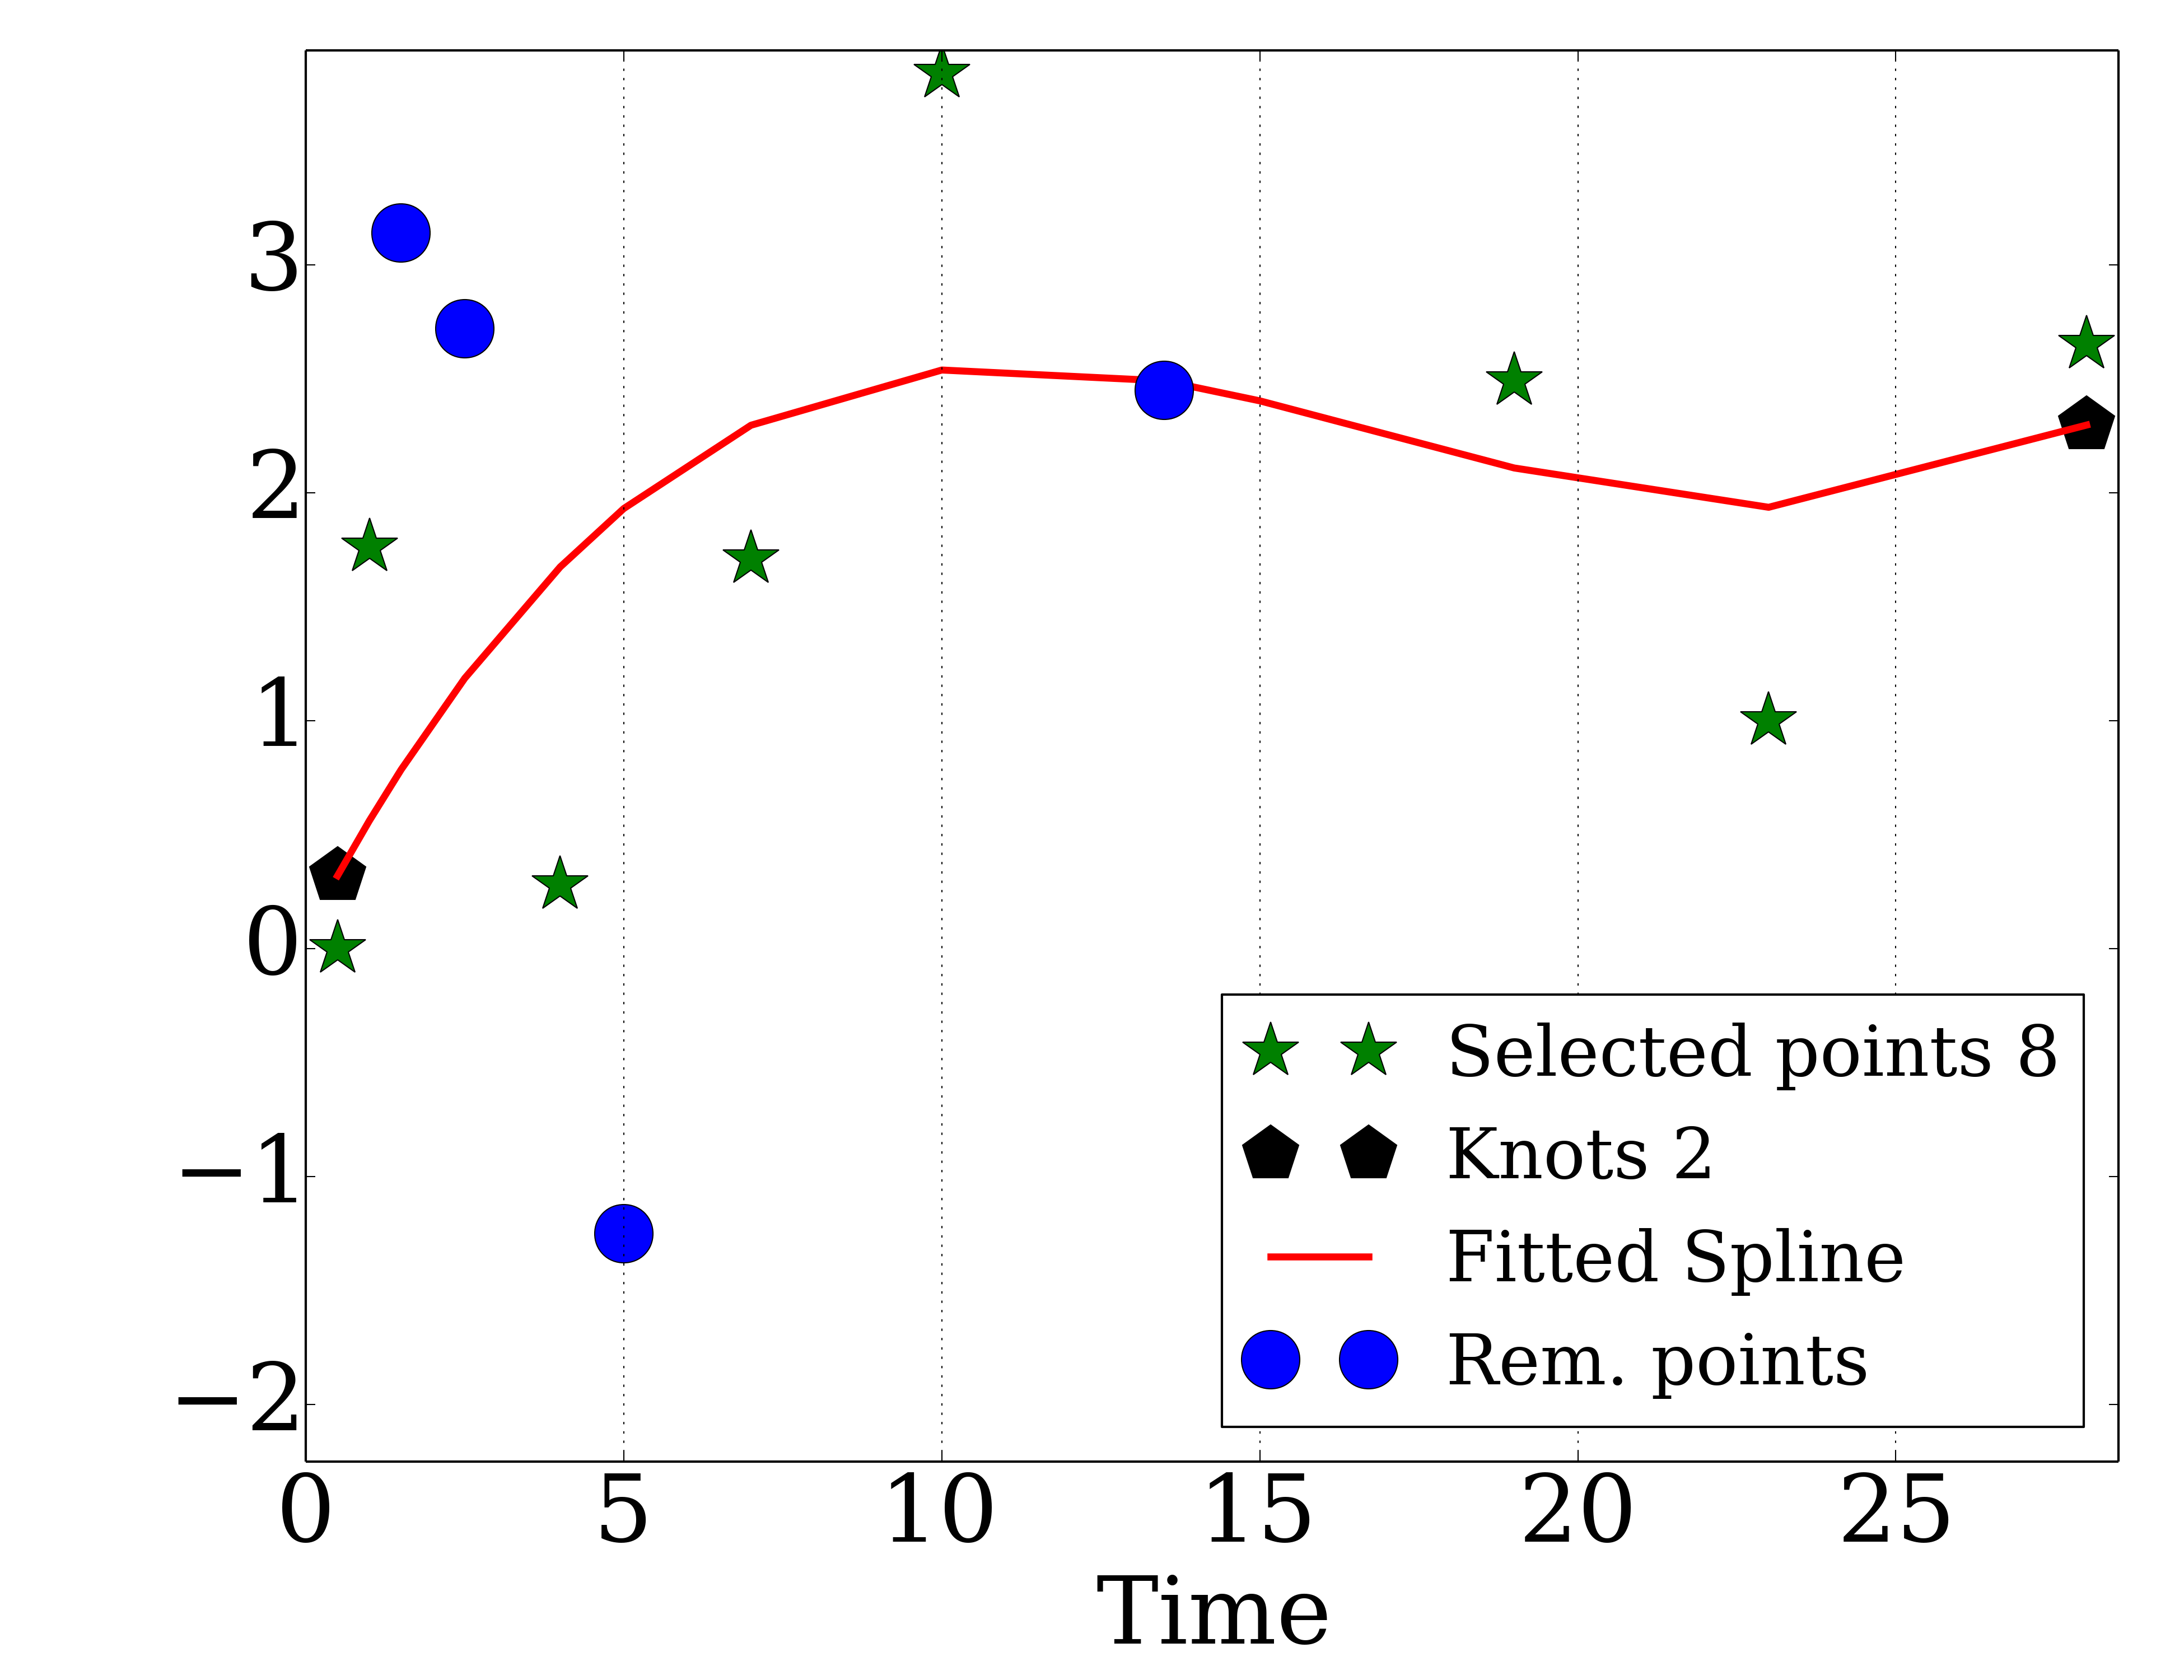 3
2
1
0
−1
−2
Selected points 8
Knots 2
Fitted Spline
Rem. points
0 5 10 15 20 25
Time